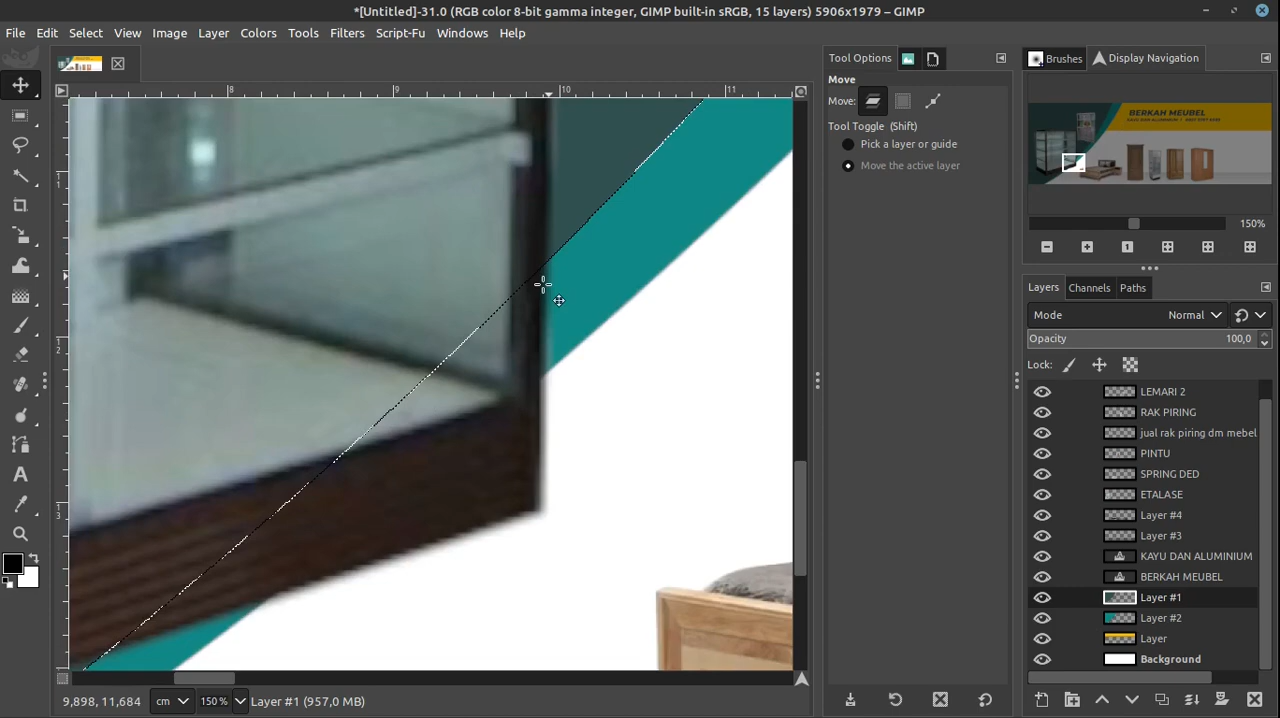 *[Untitled]-31.0 (RGB color 8-bit gamma integer, GIMP built-in sRGB, 15 layers) 5906x1979 – GIMP
File Edit Select View Image Layer Colors Tools Filters Script-Fu Windows Help
Tool Options
Brushes
Display Navigation
8 9 10 11
Move
Move:
Tool Toggle (Shift)
Pick a layer or guide
Move the active layer
BERKAH MEUBEL
150%
Layers Channels Paths
Mode Normal
Opacity 100,0
Lock:
LEMARI 2
RAK PIRING
jual rak piring dm mebel
PINTU
SPRING DED
ETALASE
Layer #4
Layer #3
KAYU DAN ALUMINIUM
BERKAH MEUBEL
Layer #1
Layer #2
Layer
Background
9,898, 11,684 cm 150 % Layer #1 (957,0 MB)